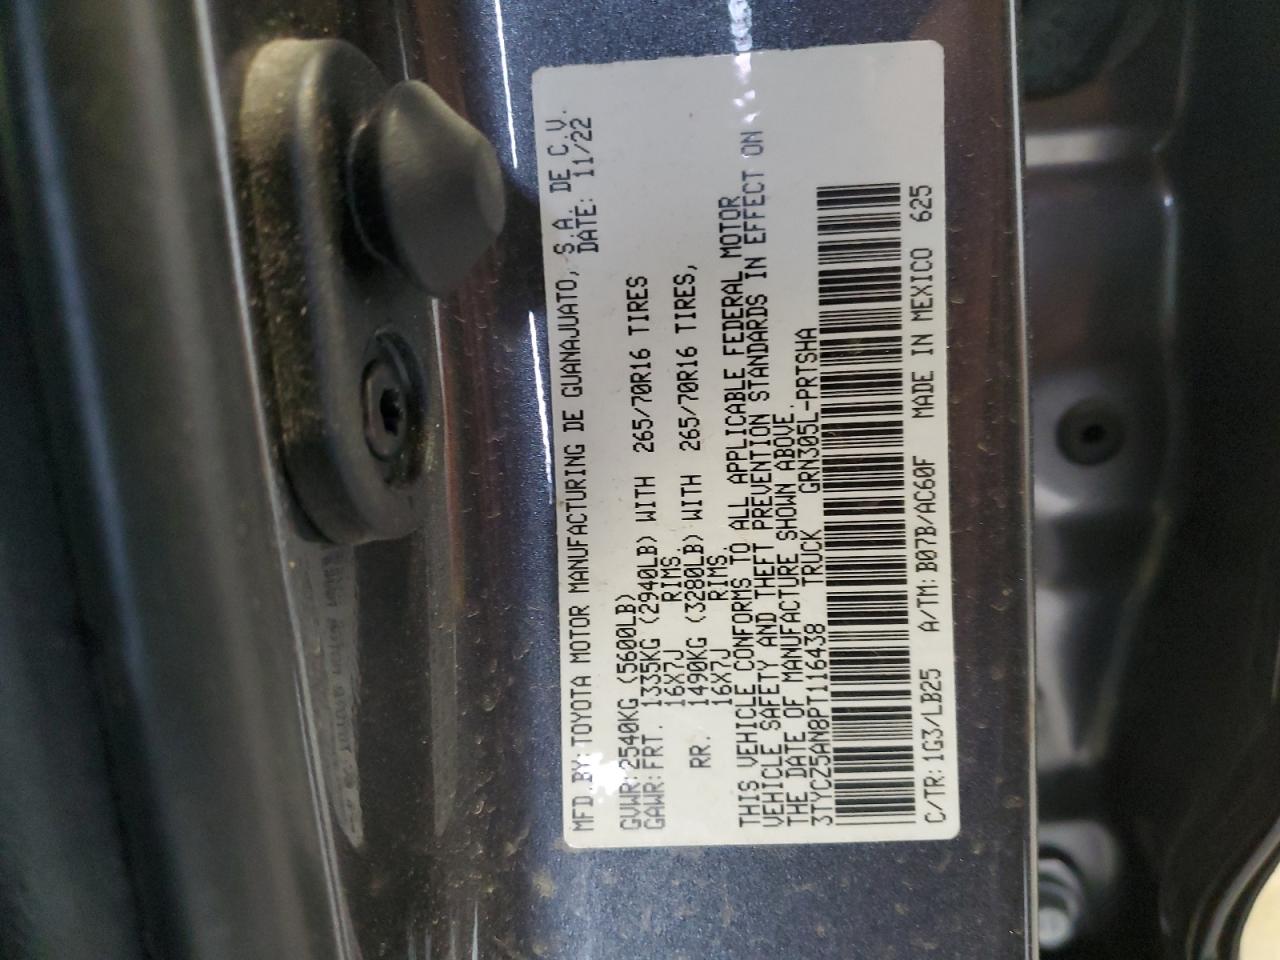 MFD.BY:TOYOTA MOTOR MANUFACTURING DE GUANAJUATO, S.A. DE C.V.
DATE: 11/22
GVWR:2540KG (5600LB)
GAWR:FRT. 1335KG (2940LB) WITH 265/70R16 TIRES
16X7J RIMS.
RR. 1490KG (3280LB) WITH 265/70R16 TIRES,
16X7J RIMS.
THIS VEHICLE CONFORMS TO ALL APPLICABLE FEDERAL MOTOR
VEHICLE SAFETY AND THEFT PREVENTION STANDARDS IN EFFECT ON
THE DATE OF MANUFACTURE SHOWN ABOVE.
3TYCZ5AN8PT116438 TRUCK GRN305L-PRTSHA
C/TR:1G3/LB25 A/TM:B07B/AC60F MADE IN MEXICO 625